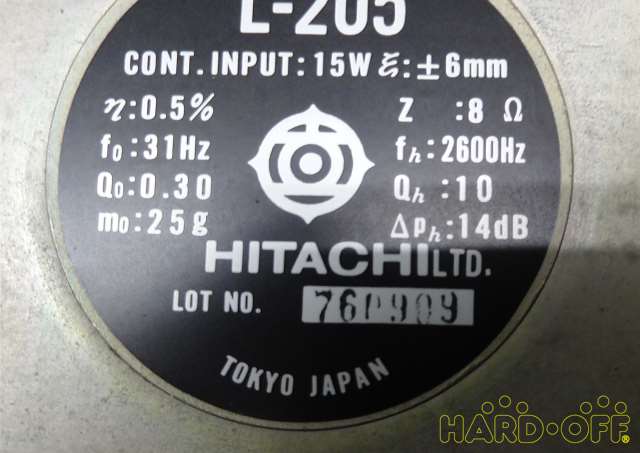 L-205
CONT. INPUT: 15W ξ: ±6mm
η: 0.5% Z : 8 Ω
f₀: 31Hz fₕ: 2600Hz
Q₀: 0.30 Qₕ : 10
m₀: 25g Δpₕ: 14dB
HITACHI LTD.
LOT NO.
TOKYO JAPAN
HARD·OFF®